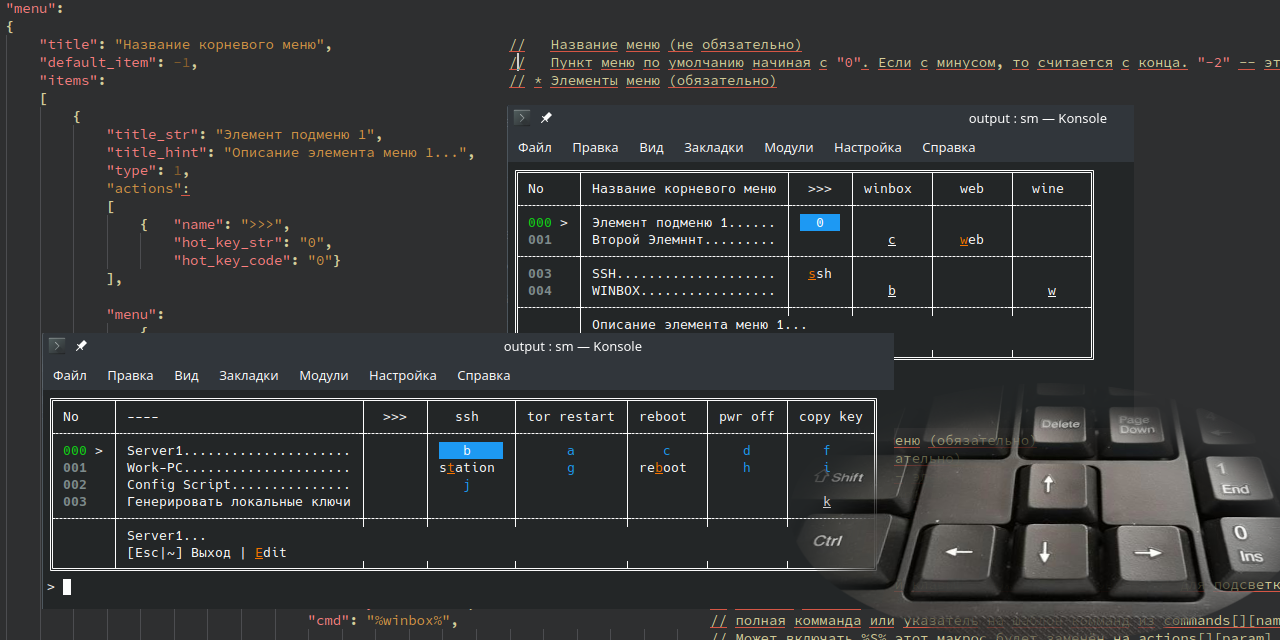 "menu":
{
"title": "Название корневого меню", // Название меню (не обязательно)
"default_item": -1, // Пункт меню по умолчанию начиная с "0". Если с минусом, то считается с конца. "-2" -- эт
"items": // * Элементы меню (обязательно)
[
{
"title_str": "Элемент подменю 1",
"title_hint": "Описание элемента меню 1...",
"type": 1,
"actions":
[
{ "name": ">>>",
"hot_key_str": "0",
"hot_key_code": "0"}
],
"menu":
{
output : sm — Konsole
Файл Правка Вид Закладки Модули Настройка Справка
No Название корневого меню >>> winbox web wine
000 > Элемент подменю 1...... 0
001 Второй Элемннт......... c web
003 SSH.................... ssh
004 WINBOX................. b w
Описание элемента меню 1...
output : sm — Konsole
Файл Правка Вид Закладки Модули Настройка Справка
No ---- >>> ssh tor restart reboot pwr off copy key
000 > Server1..................... b a c d f
001 Work-PC..................... station g reboot h i
002 Config Script............... j
003 Генерировать локальные ключи k
Server1...
[Esc|~] Выход | Edit
>
еню (обязательно)
ательно)
Delete Page Down
Shift
1 End
Ctrl
0 Ins
подсветк
"cmd": "%winbox%", // полная комманда или указатель из commands[][nam
// Может включать %S% этот макрос будет заменен на actions[][param